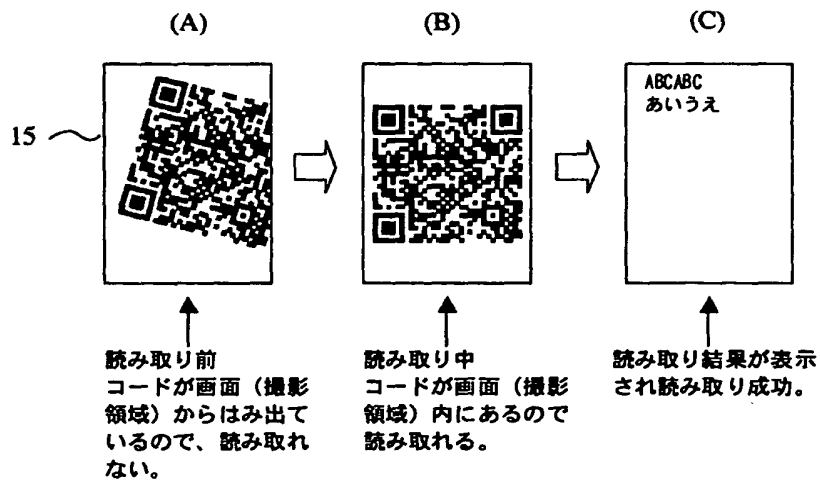 (A)
(B)
(C)
15
ABCABC
あいうえ
読み取り前
コードが画面（撮影
領域）からはみ出て
いるので、読み取れ
ない。
読み取り中
コードが画面（撮影
領域）内にあるので
読み取れる。
読み取り結果が表示
され読み取り成功。